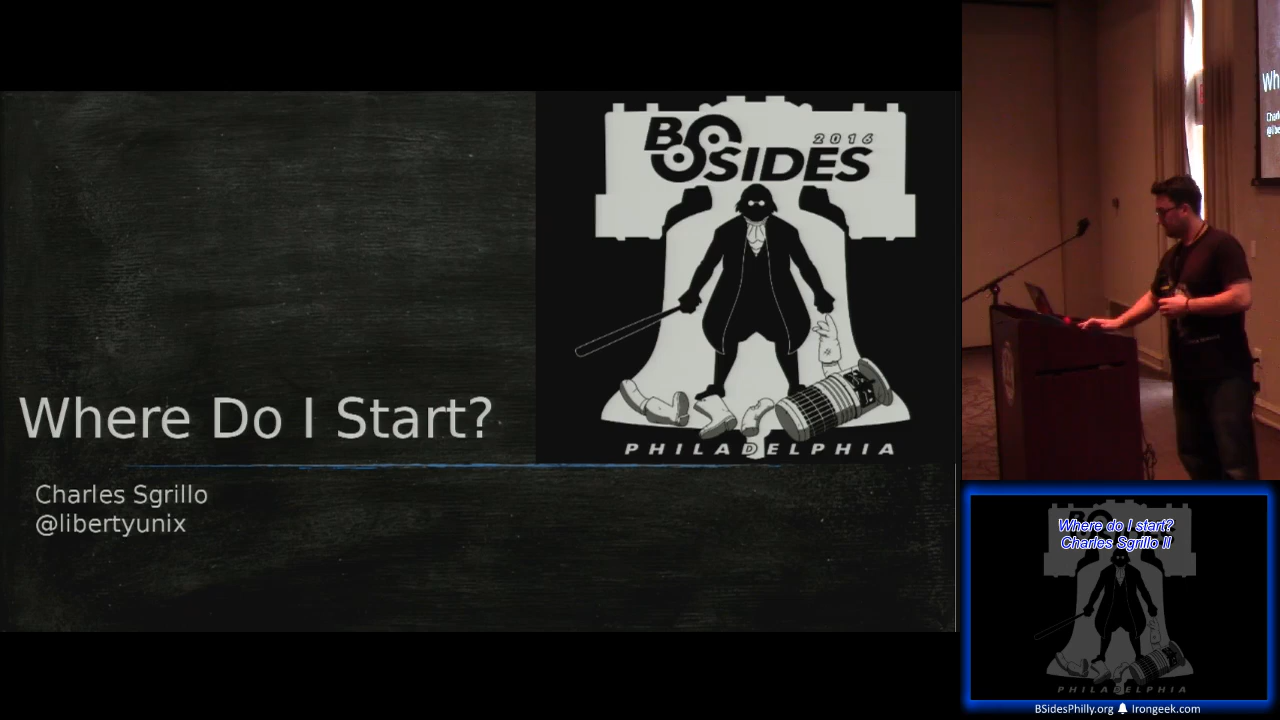 BSIDES
2016
PHILADELPHIA
Where Do I Start?
Charles Sgrillo
@libertyunix
Wh
Where do I start?
Charles Sgrillo II
PHILADELPHIA
BSidesPhilly.org Irongeek.com